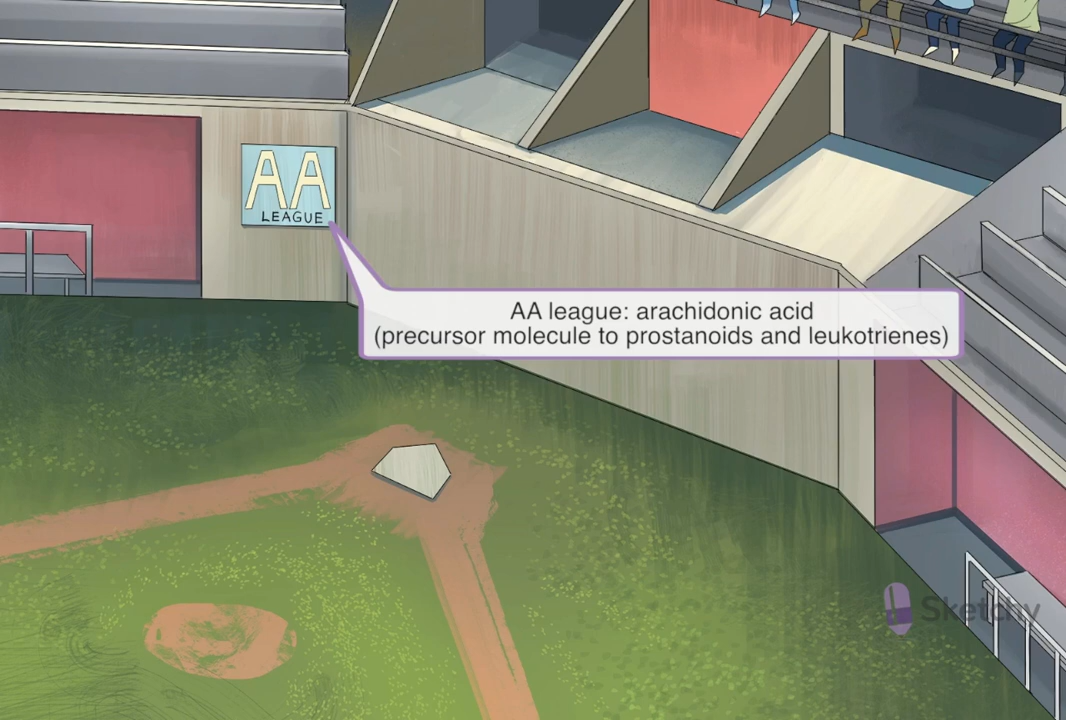 AA
LEAGUE
AA league: arachidonic acid
(precursor molecule to prostanoids and leukotrienes)
Sketchy